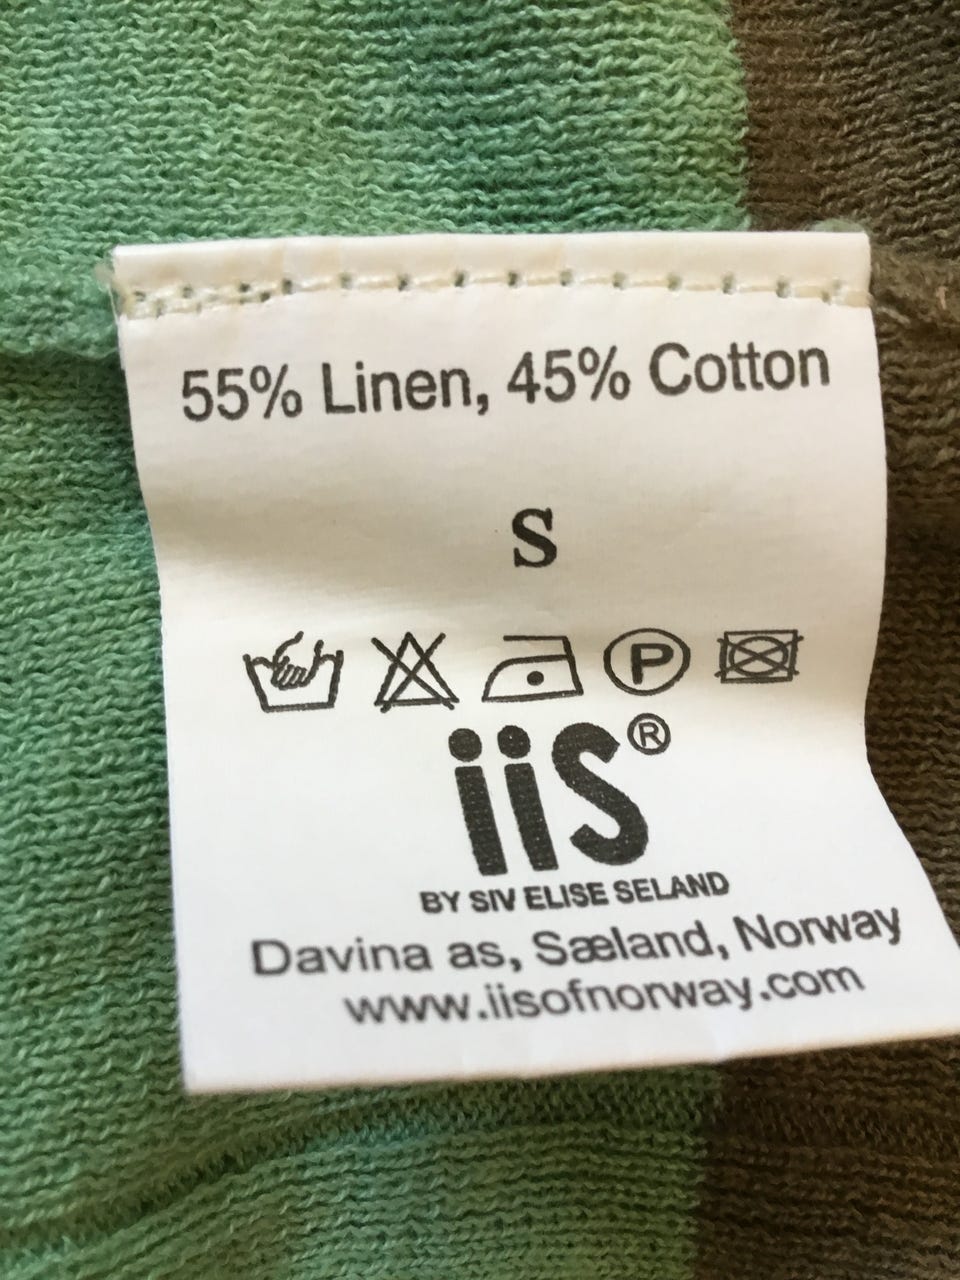 55% Linen, 45% Cotton
S
P
iiS®
BY SIV ELISE SELAND
Davina as, Sæland, Norway
www.iisofnorway.com